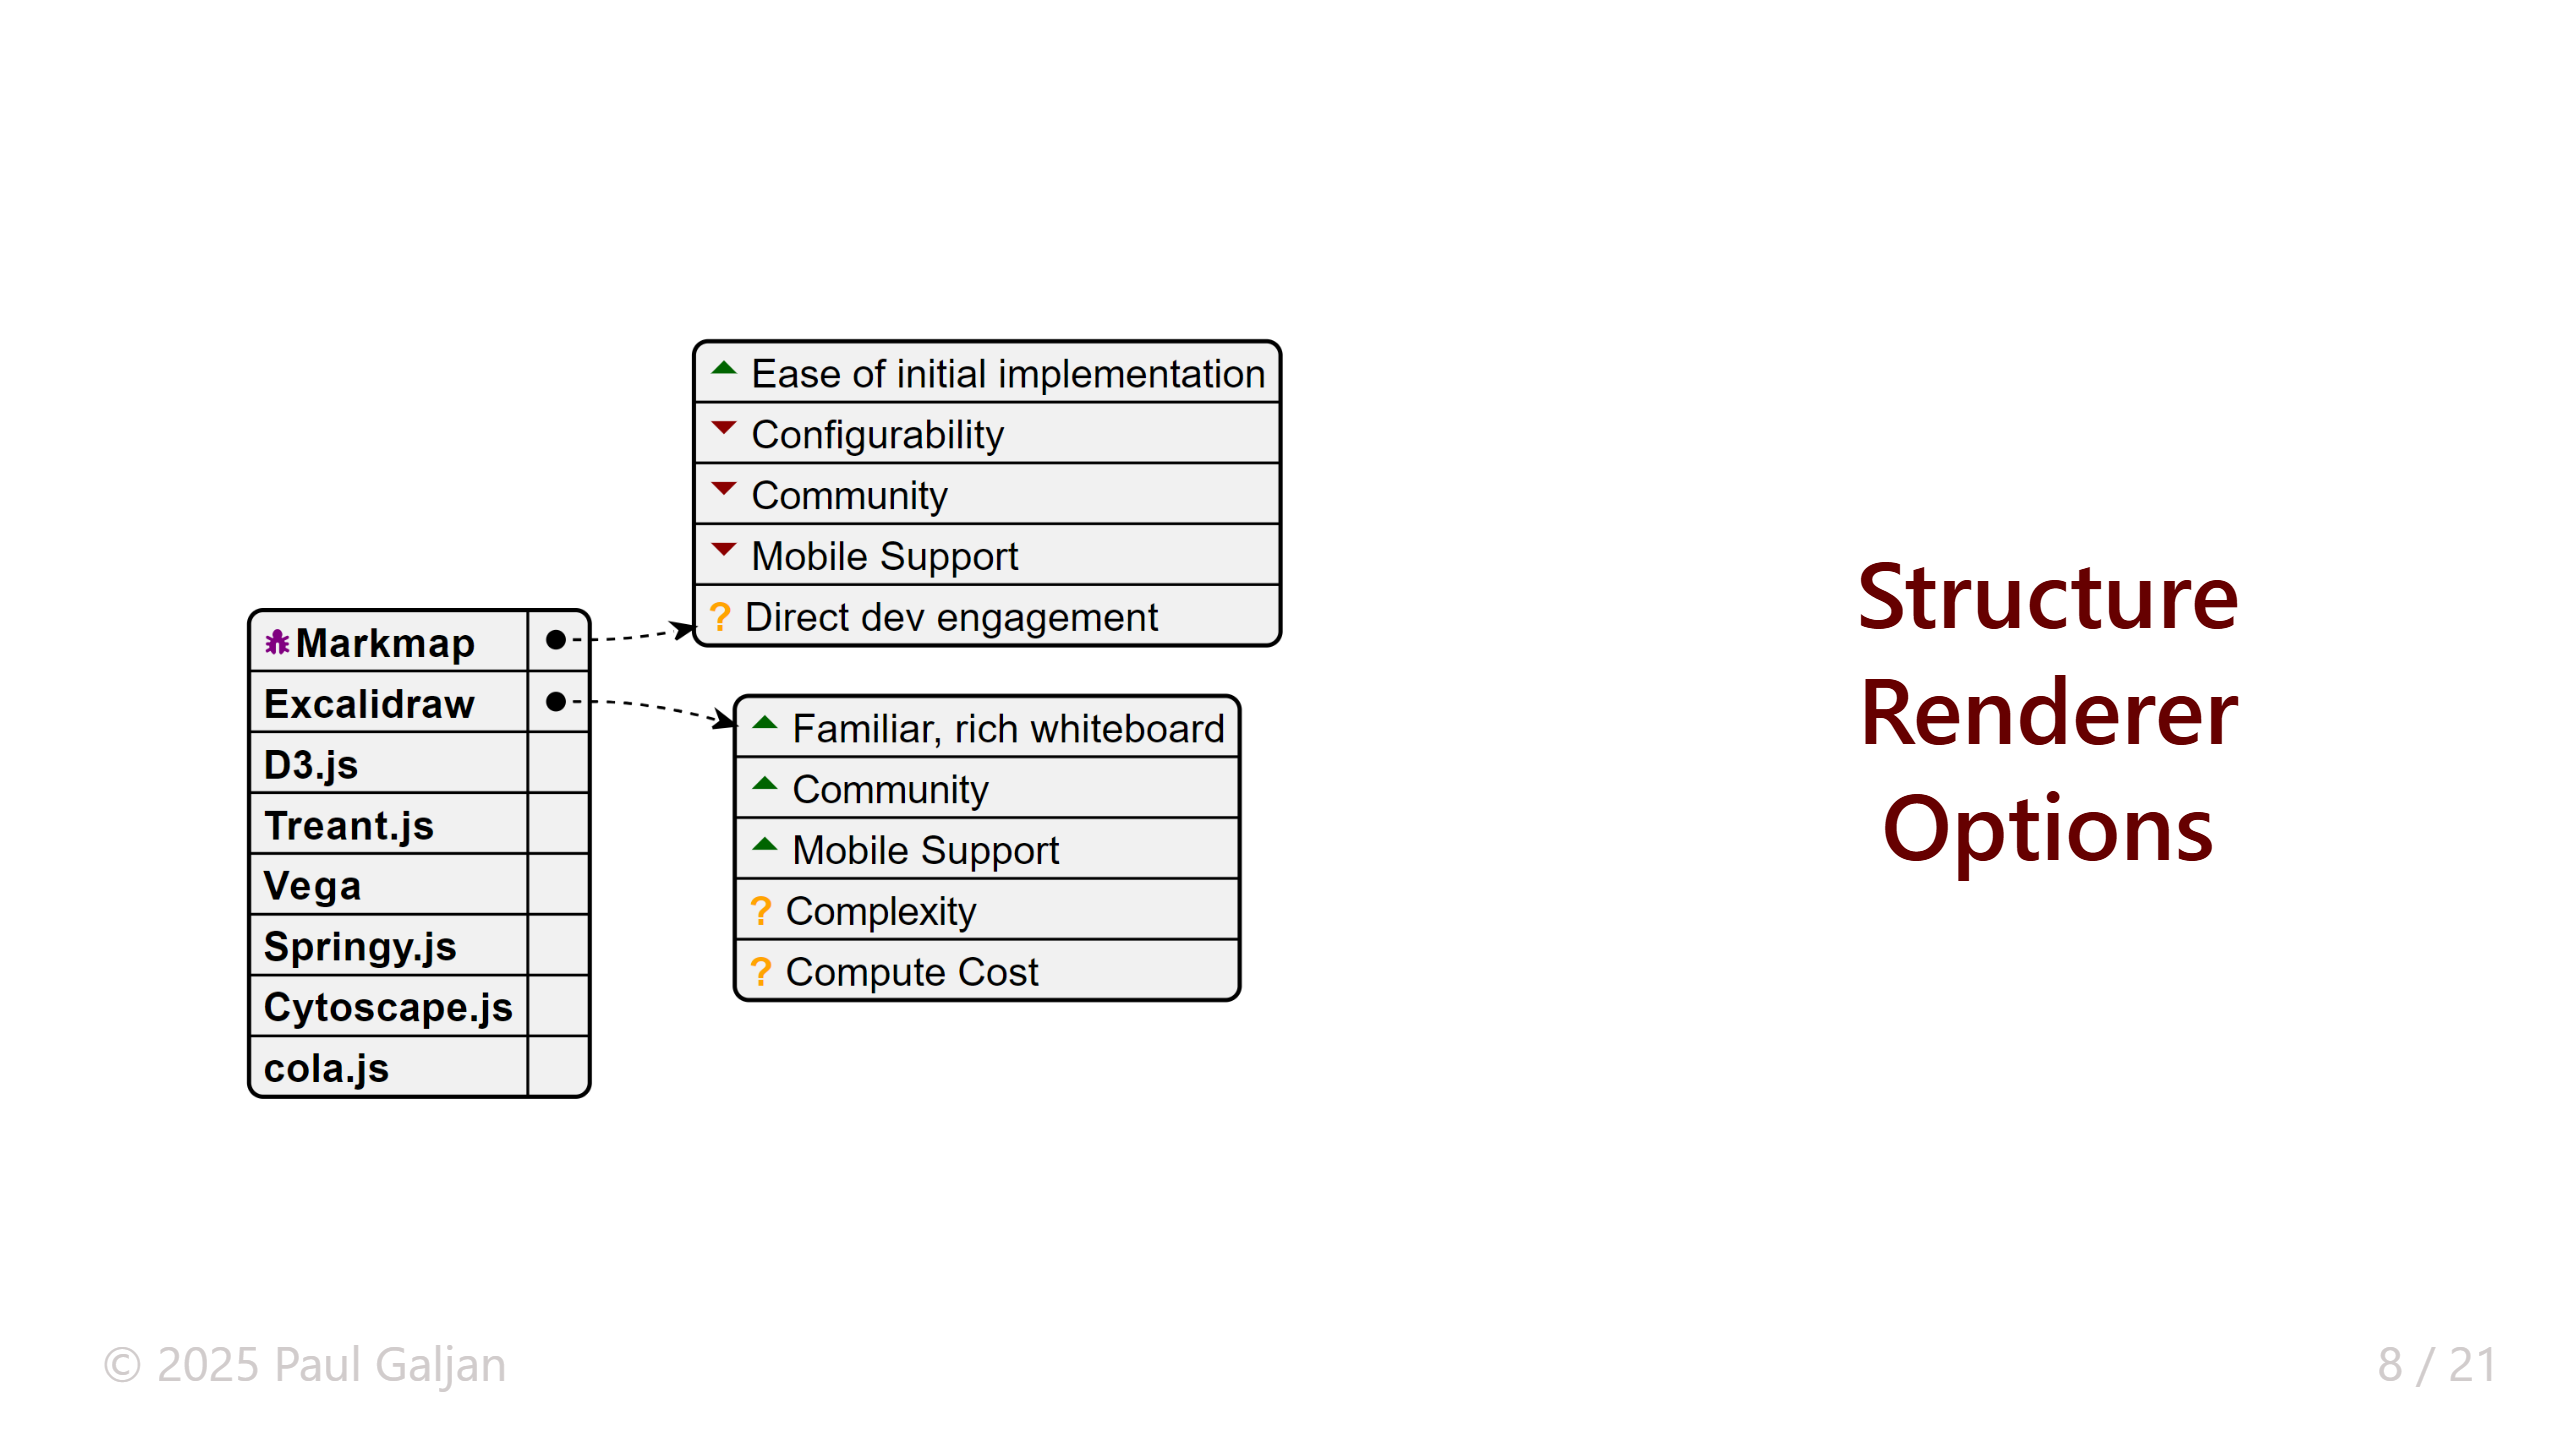 Markmap
Excalidraw
D3.js
Treant.js
Vega
Springy.js
Cytoscape.js
cola.js
Ease of initial implementation
Configurability
Community
Mobile Support
? Direct dev engagement
Familiar, rich whiteboard
Community
Mobile Support
? Complexity
? Compute Cost
Structure
Renderer
Options
© 2025 Paul Galjan
8 / 21